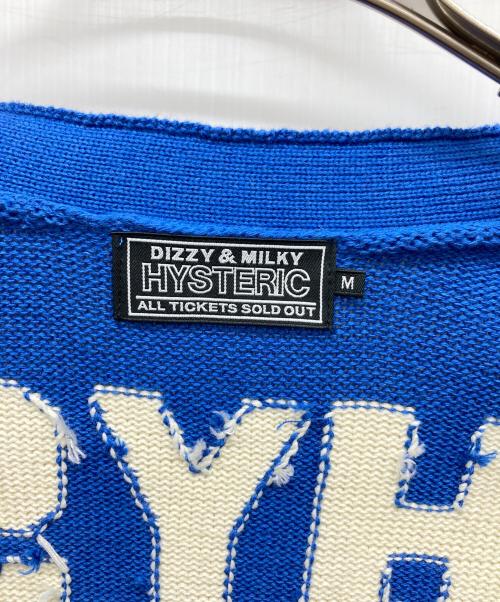 DIZZY & MILKY
HYSTERIC
ALL TICKETS SOLD OUT
M